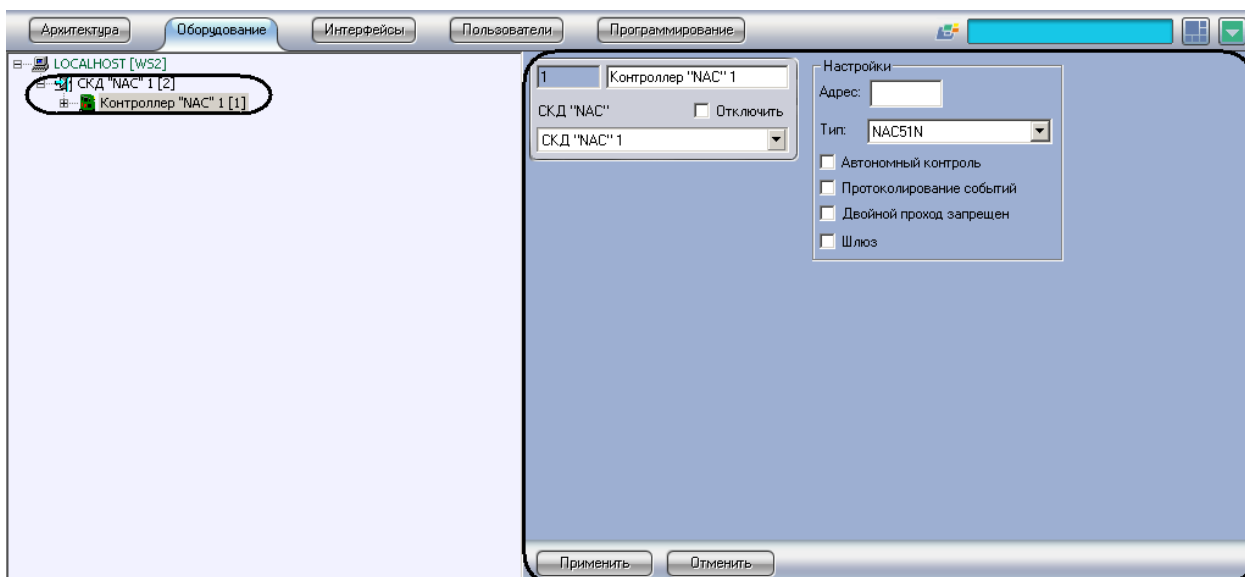 Архитектура Оборудование Интерфейсы Пользователи Программирование
LOCALHOST [WS2]
СКД "NAC" 1 [2]
Контроллер "NAC" 1 [1]
1 Контроллер "NAC" 1
СКД "NAC" Отключить
СКД "NAC" 1
Настройки
Адрес:
Тип: NAC51N
Автономный контроль
Протоколирование событий
Двойной проход запрещен
Шлюз
Применить Отменить